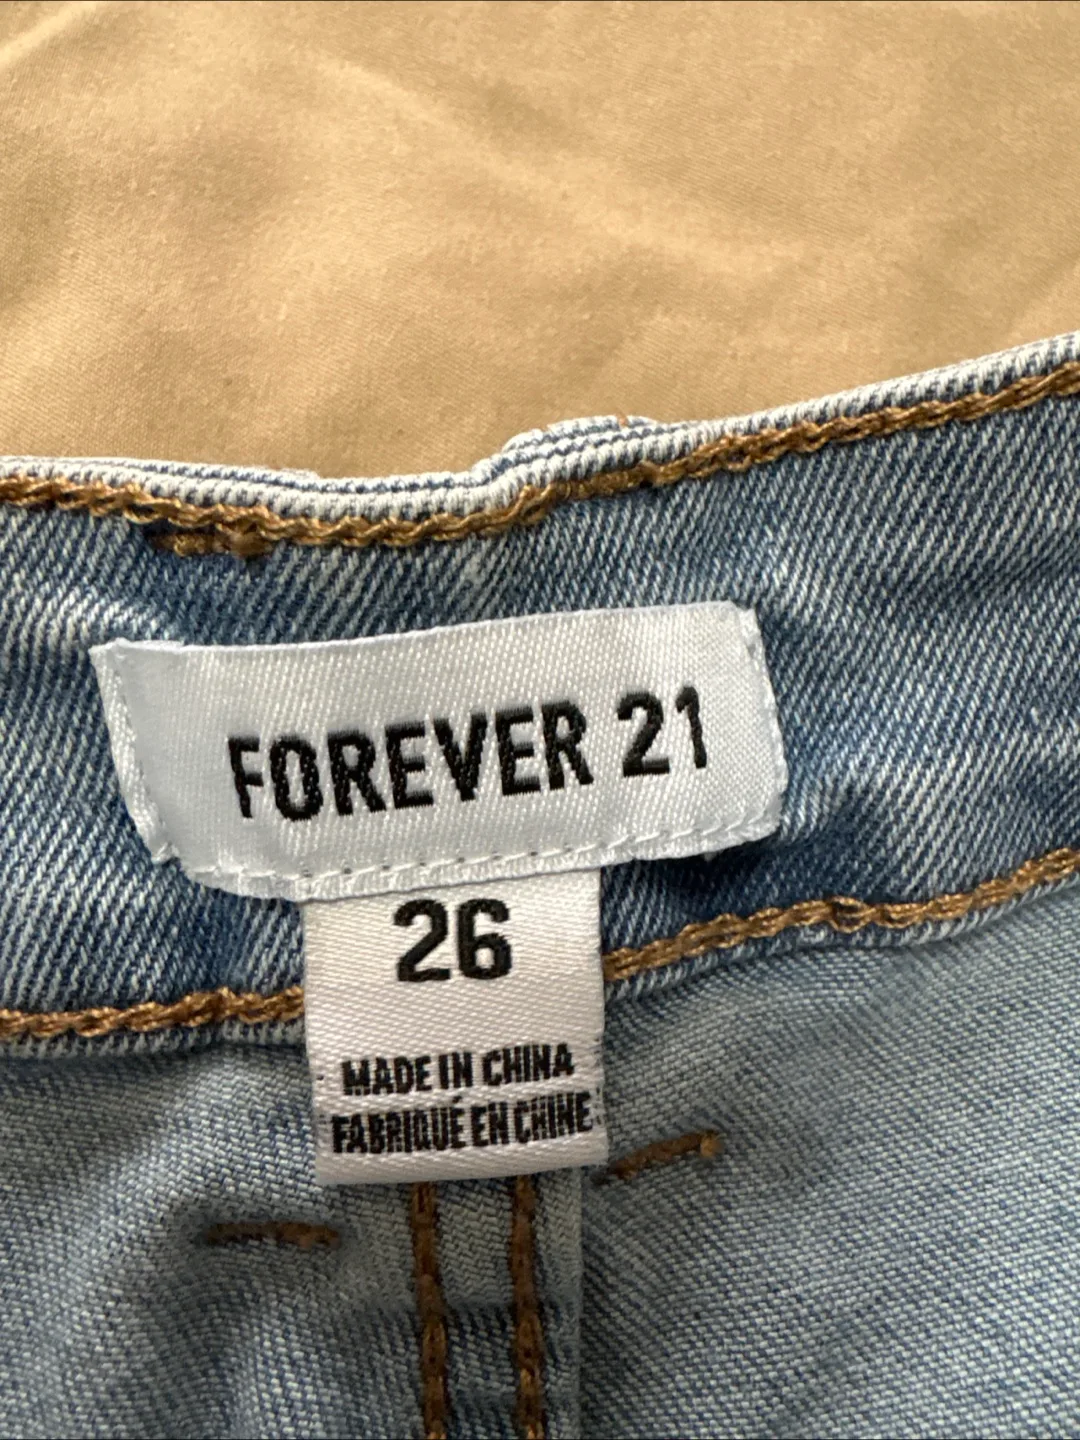 FOREVER 21
26
MADE IN CHINA
FABRIQUÉ EN CHINE